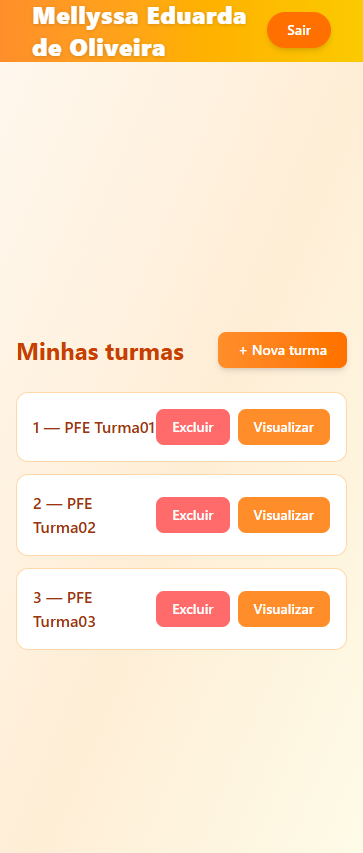 Mellyssa Eduarda
de Oliveira
Sair
Minhas turmas
+ Nova turma
1 — PFE Turma01
Excluir
Visualizar
2 — PFE
Turma02
Excluir
Visualizar
3 — PFE
Turma03
Excluir
Visualizar